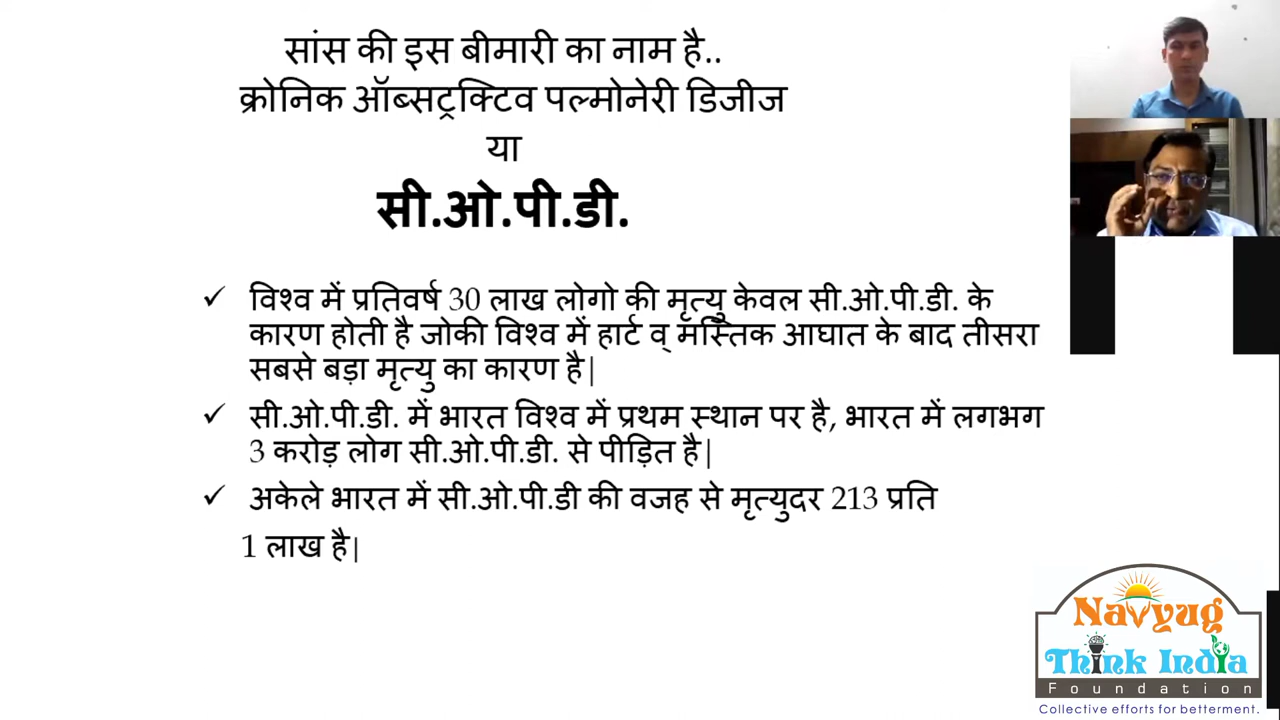 सांस की इस बीमारी का नाम है..
क्रोनिक ऑब्सट्रक्टिव पल्मोनेरी डिजीज
या
सी.ओ.पी.डी.
✓ विश्व में प्रतिवर्ष 30 लाख लोगो की मृत्यु केवल सी.ओ.पी.डी. के
कारण होती है जोकी विश्व में हार्ट व् मस्तिक आघात के बाद तीसरा
सबसे बड़ा मृत्यु का कारण है|
✓ सी.ओ.पी.डी. में भारत विश्व में प्रथम स्थान पर है, भारत में लगभग
3 करोड़ लोग सी.ओ.पी.डी. से पीड़ित है|
✓ अकेले भारत में सी.ओ.पी.डी की वजह से मृत्युदर 213 प्रति
1 लाख है|
Navyug
Think India
Foundation
Collective efforts for betterment.